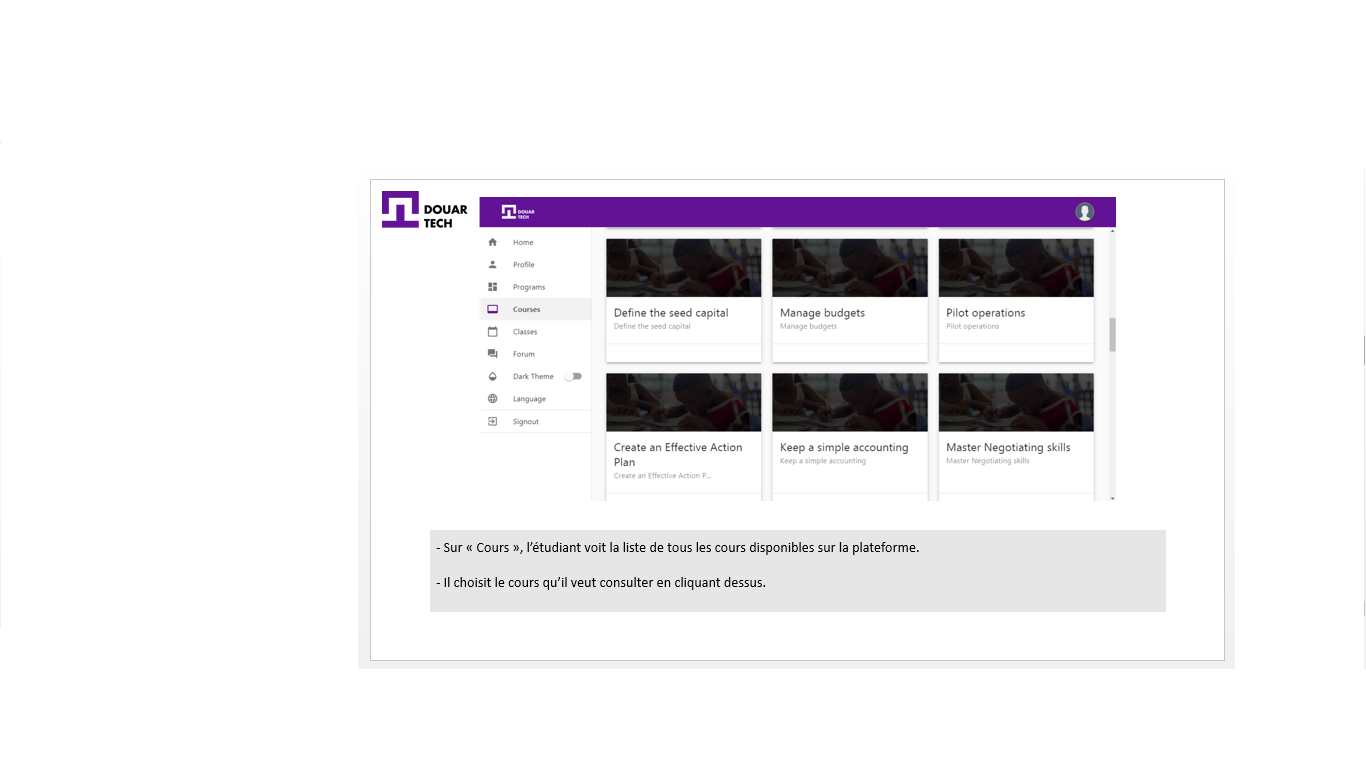 DOUAR
TECH
DOUAR
TECH
Home
Profile
Programs
Courses
Classes
Forum
Dark Theme
Language
Signout
Define the seed capital
Define the seed capital
Manage budgets
Manage budgets
Pilot operations
Pilot operations
Create an Effective Action
Plan
Create an Effective Action P...
Keep a simple accounting
Keep a simple accounting
Master Negotiating skills
Master Negotiating skills
- Sur « Cours », l’étudiant voit la liste de tous les cours disponibles sur la plateforme.
- Il choisit le cours qu’il veut consulter en cliquant dessus.